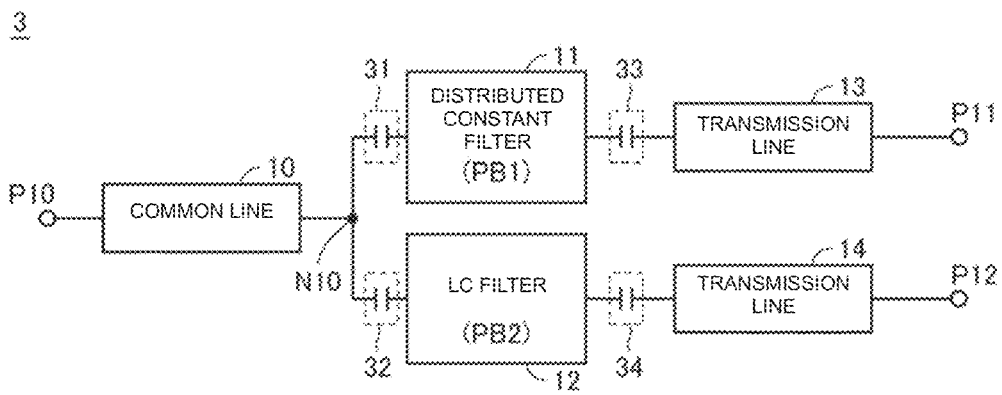 3
31
11
33
13
P11
DISTRIBUTED
CONSTANT
FILTER
(PB1)
TRANSMISSION
LINE
P10
10
COMMON LINE
N10
32
LC FILTER
(PB2)
12
34
14
TRANSMISSION
LINE
P12